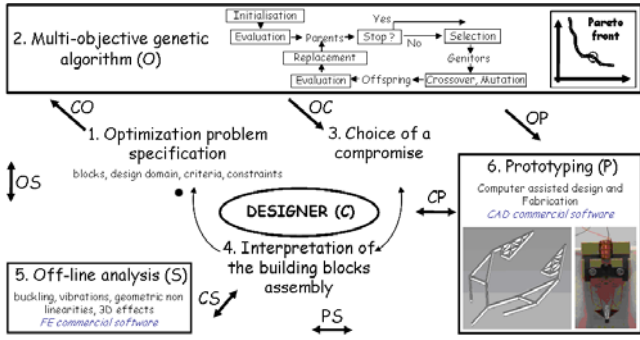 Initialisation
Yes
2. Multi-objective genetic
algorithm (O)
Evaluation
Parents
Stop ?
No
Selection
Replacement
Genitors
Evaluation
Offspring
Crossover, Mutation
Pareto
front
CO
OC
OP
1. Optimization problem
specification
blocks, design domain, criteria, constraints
3. Choice of a
compromise
OS
DESIGNER (C)
CP
6. Prototyping (P)
Computer assisted design and
Fabrication
CAD commercial software
4. Interpretation of
the building blocks
assembly
5. Off-line analysis (S)
buckling, vibrations, geometric non
linearities, 3D effects
FE commercial software
CS
PS